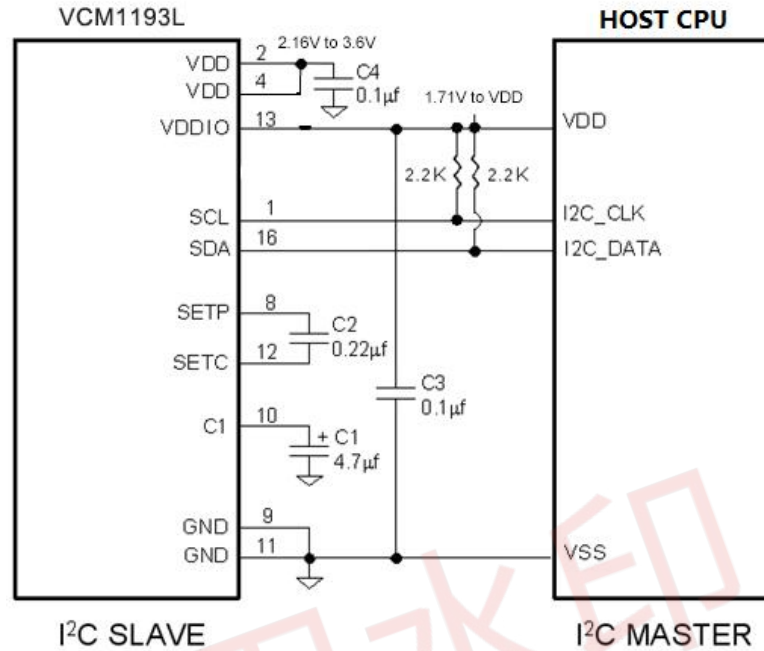 VCM1193L
HOST CPU
VDD 2 2.16V to 3.6V
VDD 4
C4
0.1µf
1.71V to VDD
VDDIO 13
VDD
2.2K 2.2K
SCL 1
I2C_CLK
SDA 16
I2C_DATA
SETP 8
C2
0.22µf
SETC 12
C3
0.1µf
C1 10
+ C1
4.7µf
GND 9
GND 11
VSS
I²C SLAVE
I²C MASTER
水印